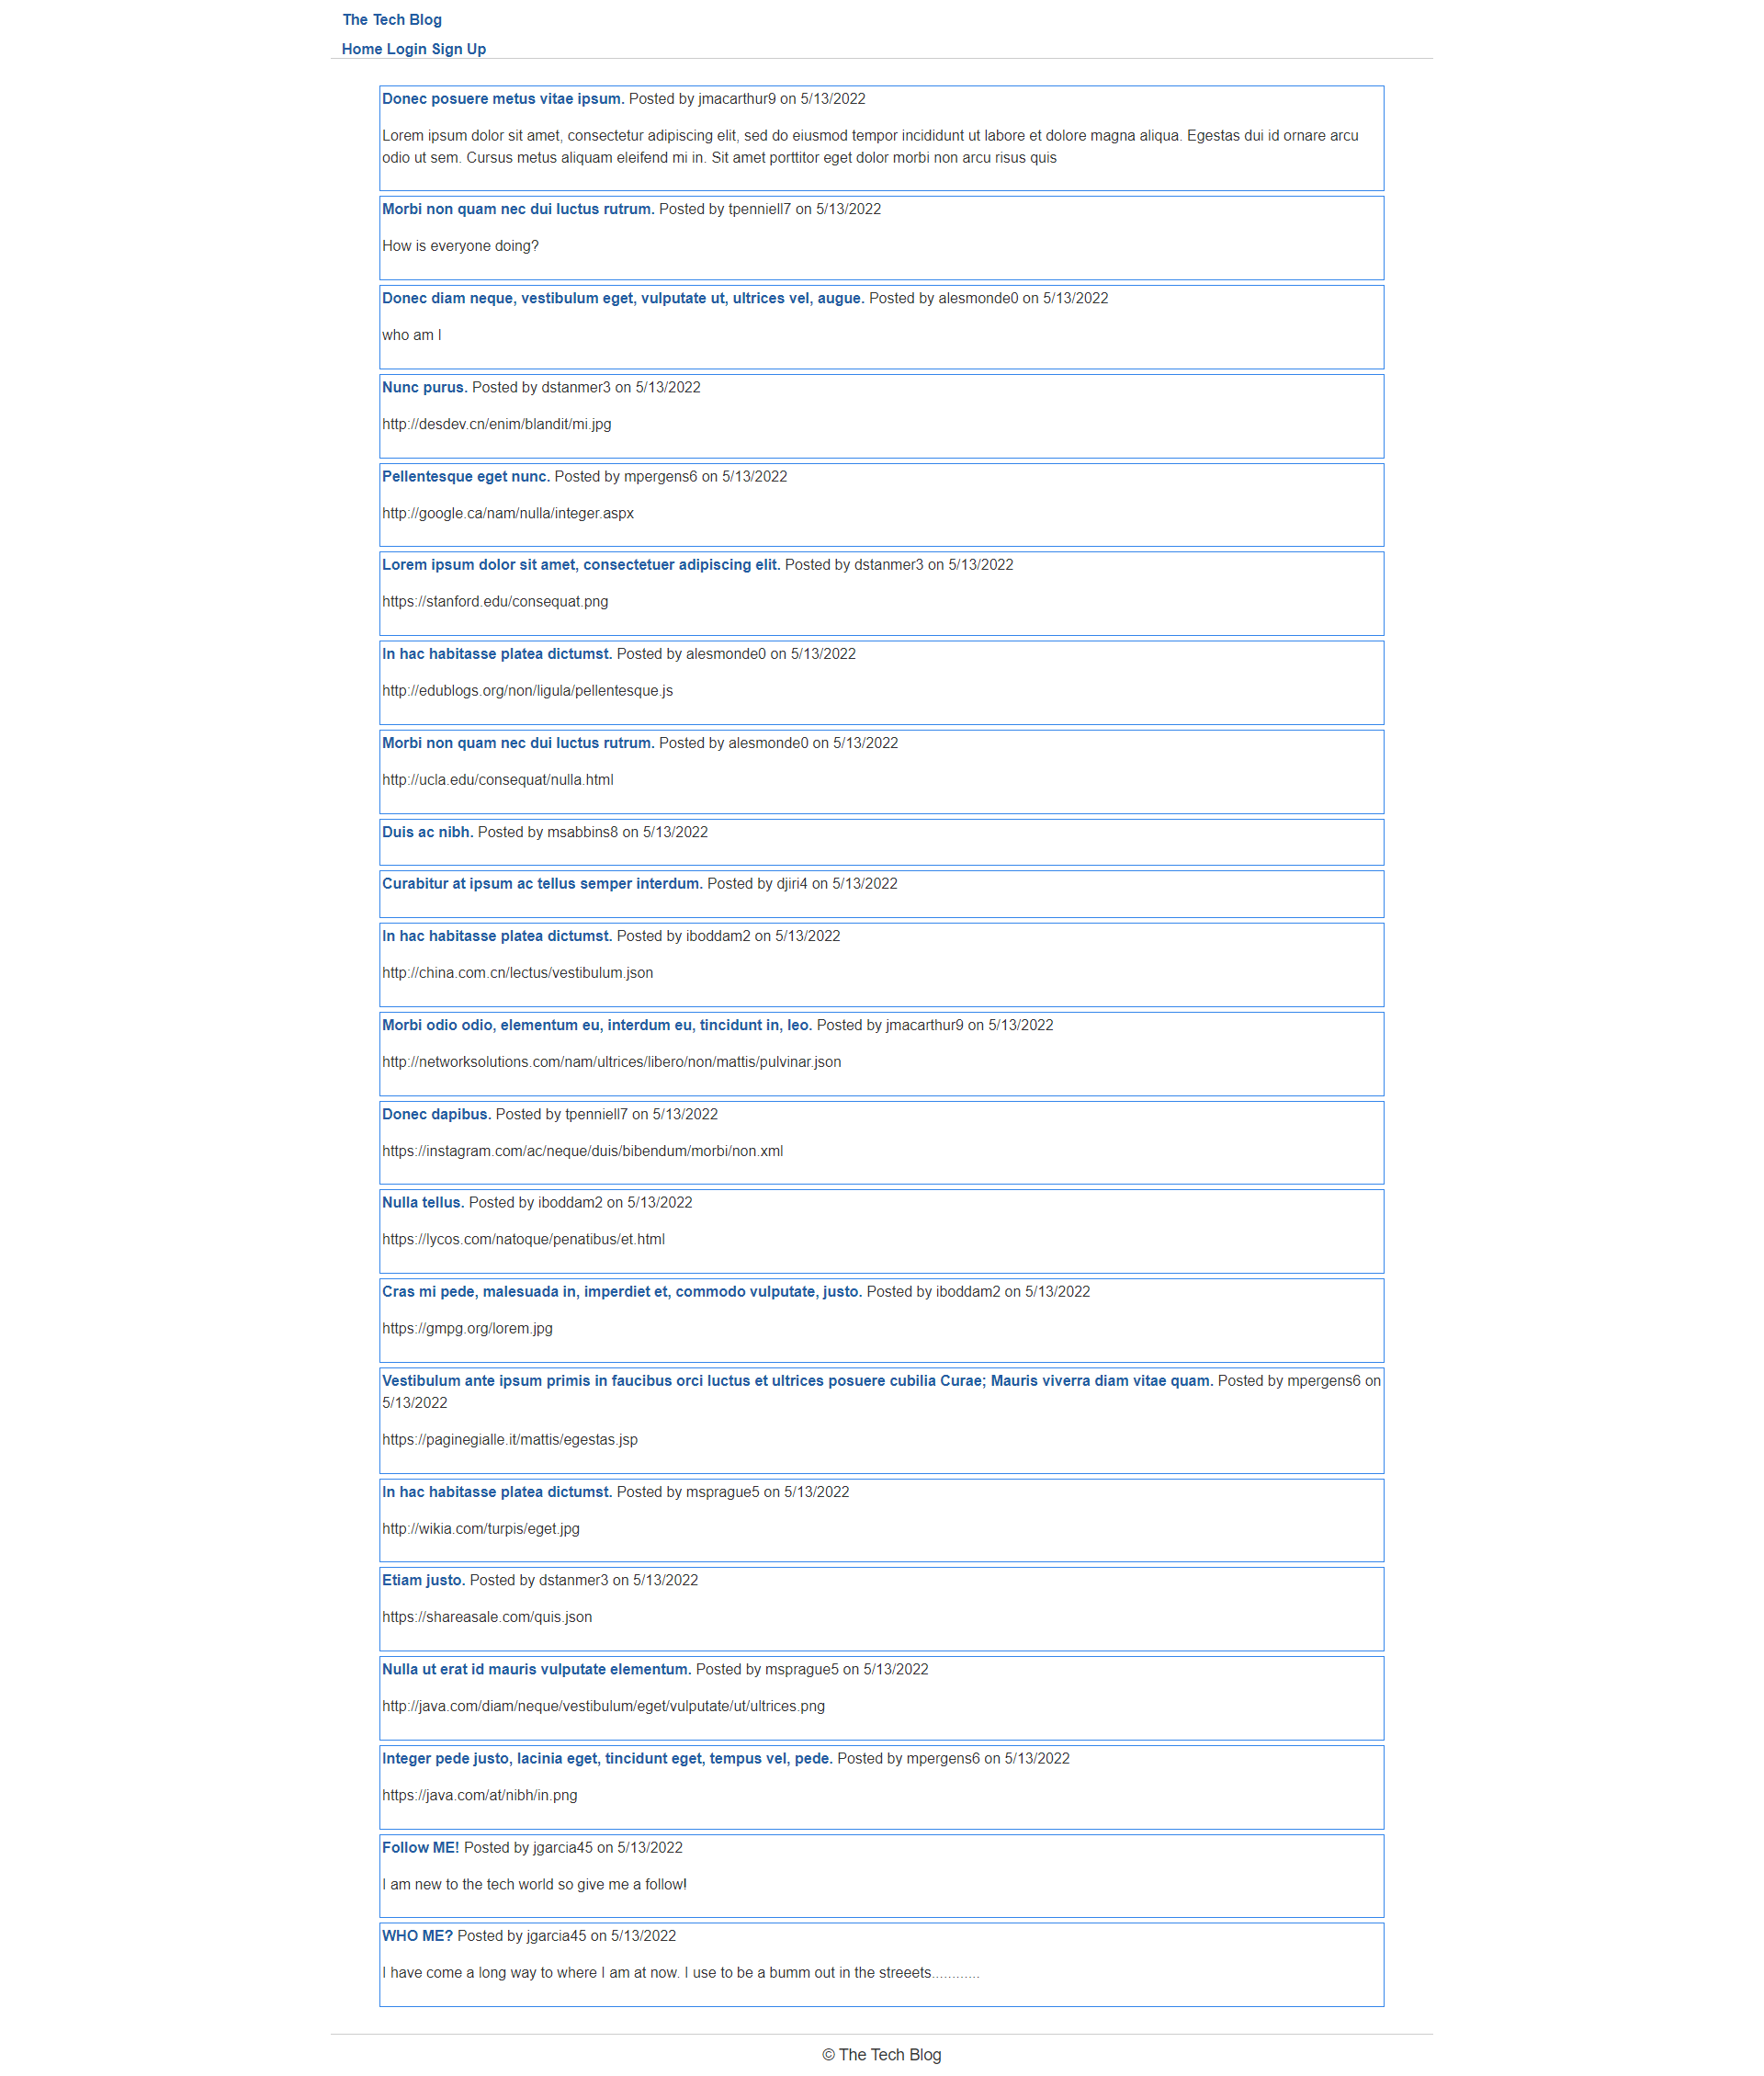 The Tech Blog
Home Login Sign Up
Donec posuere metus vitae ipsum. Posted by jmacarthur9 on 5/13/2022
Lorem ipsum dolor sit amet, consectetur adipiscing elit, sed do eiusmod tempor incididunt ut labore et dolore magna aliqua. Egestas dui id ornare arcu
odio ut sem. Cursus metus aliquam eleifend mi in. Sit amet porttitor eget dolor morbi non arcu risus quis
Morbi non quam nec dui luctus rutrum. Posted by tpenniell7 on 5/13/2022
How is everyone doing?
Donec diam neque, vestibulum eget, vulputate ut, ultrices vel, augue. Posted by alesmonde0 on 5/13/2022
who am I
Nunc purus. Posted by dstanmer3 on 5/13/2022
http://desdev.cn/enim/blandit/mi.jpg
Pellentesque eget nunc. Posted by mpergens6 on 5/13/2022
http://google.ca/nam/nulla/integer.aspx
Lorem ipsum dolor sit amet, consectetuer adipiscing elit. Posted by dstanmer3 on 5/13/2022
https://stanford.edu/consequat.png
In hac habitasse platea dictumst. Posted by alesmonde0 on 5/13/2022
http://edublogs.org/non/ligula/pellentesque.js
Morbi non quam nec dui luctus rutrum. Posted by alesmonde0 on 5/13/2022
http://ucla.edu/consequat/nulla.html
Duis ac nibh. Posted by msabbins8 on 5/13/2022
Curabitur at ipsum ac tellus semper interdum. Posted by djiri4 on 5/13/2022
In hac habitasse platea dictumst. Posted by iboddam2 on 5/13/2022
http://china.com.cn/lectus/vestibulum.json
Morbi odio odio, elementum eu, interdum eu, tincidunt in, leo. Posted by jmacarthur9 on 5/13/2022
http://networksolutions.com/nam/ultrices/libero/non/mattis/pulvinar.json
Donec dapibus. Posted by tpenniell7 on 5/13/2022
https://instagram.com/ac/neque/duis/bibendum/morbi/non.xml
Nulla tellus. Posted by iboddam2 on 5/13/2022
https://lycos.com/natoque/penatibus/et.html
Cras mi pede, malesuada in, imperdiet et, commodo vulputate, justo. Posted by iboddam2 on 5/13/2022
https://gmpg.org/lorem.jpg
Vestibulum ante ipsum primis in faucibus orci luctus et ultrices posuere cubilia Curae; Mauris viverra diam vitae quam. Posted by mpergens6 on
5/13/2022
https://paginegialle.it/mattis/egestas.jsp
In hac habitasse platea dictumst. Posted by msprague5 on 5/13/2022
http://wikia.com/turpis/eget.jpg
Etiam justo. Posted by dstanmer3 on 5/13/2022
https://shareasale.com/quis.json
Nulla ut erat id mauris vulputate elementum. Posted by msprague5 on 5/13/2022
http://java.com/diam/neque/vestibulum/eget/vulputate/ut/ultrices.png
Integer pede justo, lacinia eget, tincidunt eget, tempus vel, pede. Posted by mpergens6 on 5/13/2022
https://java.com/at/nibh/in.png
Follow ME! Posted by jgarcia45 on 5/13/2022
I am new to the tech world so give me a follow!
WHO ME? Posted by jgarcia45 on 5/13/2022
I have come a long way to where I am at now. I use to be a bumm out in the streeets............
© The Tech Blog